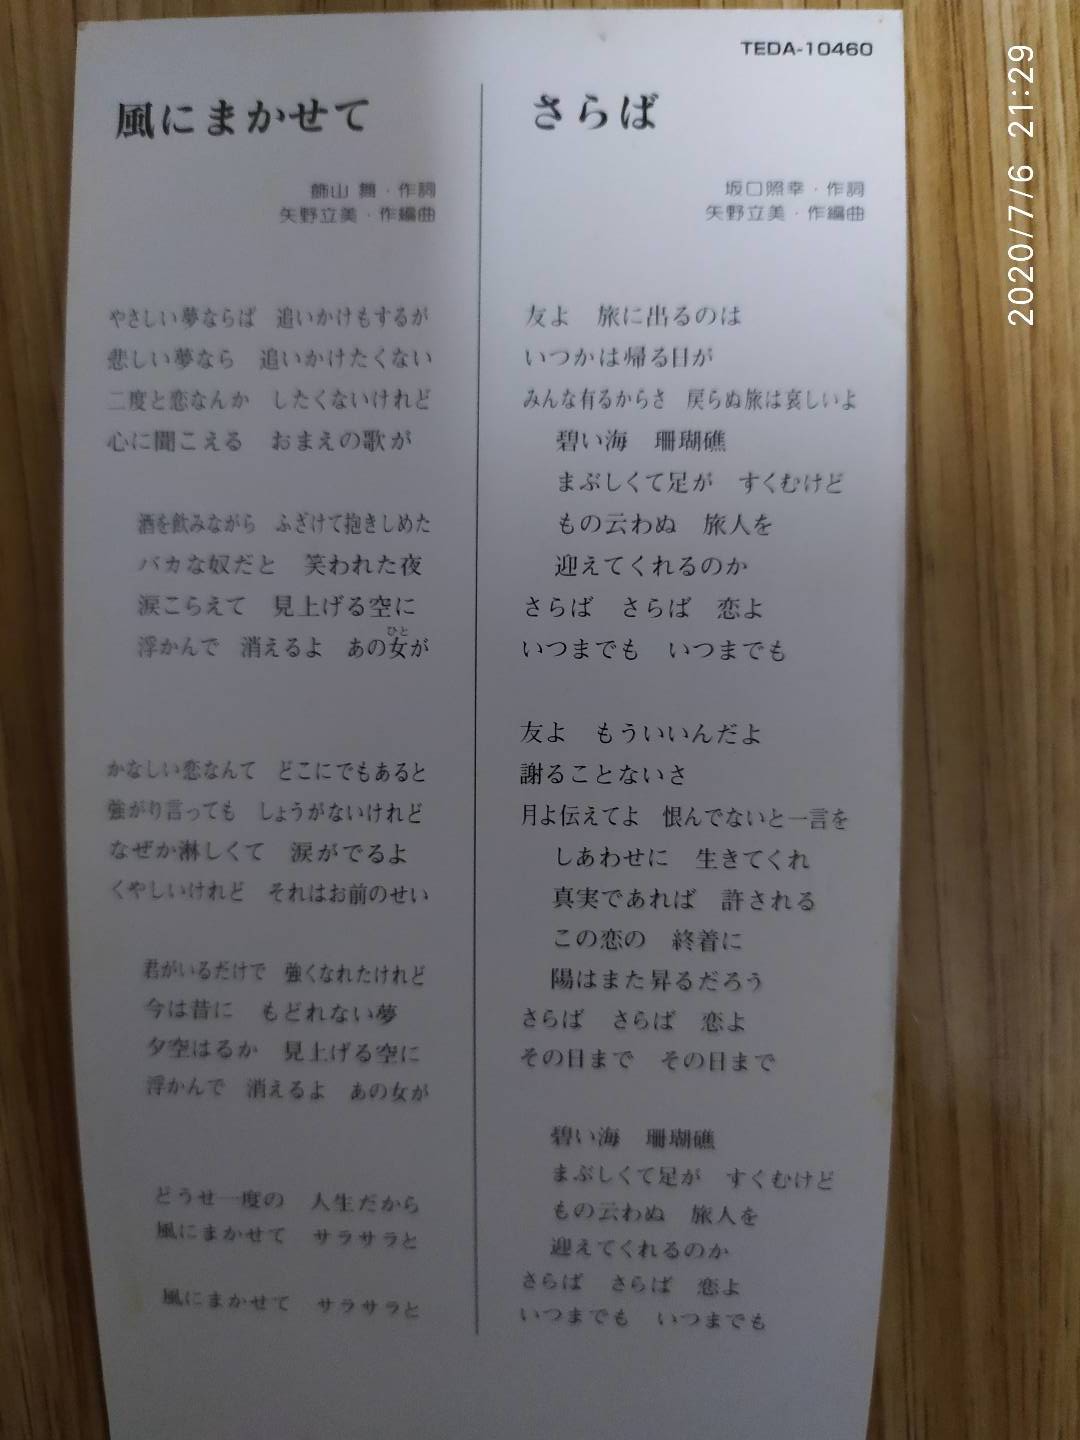 TEDA-10460
風にまかせて
飾山 舞・作詞
矢野立美・作編曲
やさしい夢ならば　追いかけもするが
悲しい夢なら　追いかけたくない
二度と恋なんか　したくないけれど
心に聞こえる　おまえの歌が
酒を飲みながら　ふざけて抱きしめた
バカな奴だと　笑われた夜
涙こらえて　見上げる空に
ひと
浮かんで　消えるよ　あの女が
かなしい恋なんて　どこにでもあると
強がり言っても　しょうがないけれど
なぜか淋しくて　涙がでるよ
くやしいけれど　それはお前のせい
君がいるだけで　強くなれたけれど
今は昔に　もどれない夢
夕空はるか　見上げる空に
浮かんで　消えるよ　あの女が
どうせ一度の　人生だから
風にまかせて　サラサラと
風にまかせて　サラサラと
さらば
坂口照幸・作詞
矢野立美・作編曲
友よ　旅に出るのは
いつかは帰る日が
みんな有るからさ　戻らぬ旅は哀しいよ
碧い海　珊瑚礁
まぶしくて足が　すくむけど
もの云わぬ　旅人を
迎えてくれるのか
さらば　さらば　恋よ
いつまでも　いつまでも
友よ　もういいんだよ
謝ることないさ
月よ伝えてよ　恨んでないと一言を
しあわせに　生きてくれ
真実であれば　許される
この恋の　終着に
陽はまた昇るだろう
さらば　さらば　恋よ
その日まで　その日まで
碧い海　珊瑚礁
まぶしくて足が　すくむけど
もの云わぬ　旅人を
迎えてくれるのか
さらば　さらば　恋よ
いつまでも　いつまでも
2020/7/6 21:29